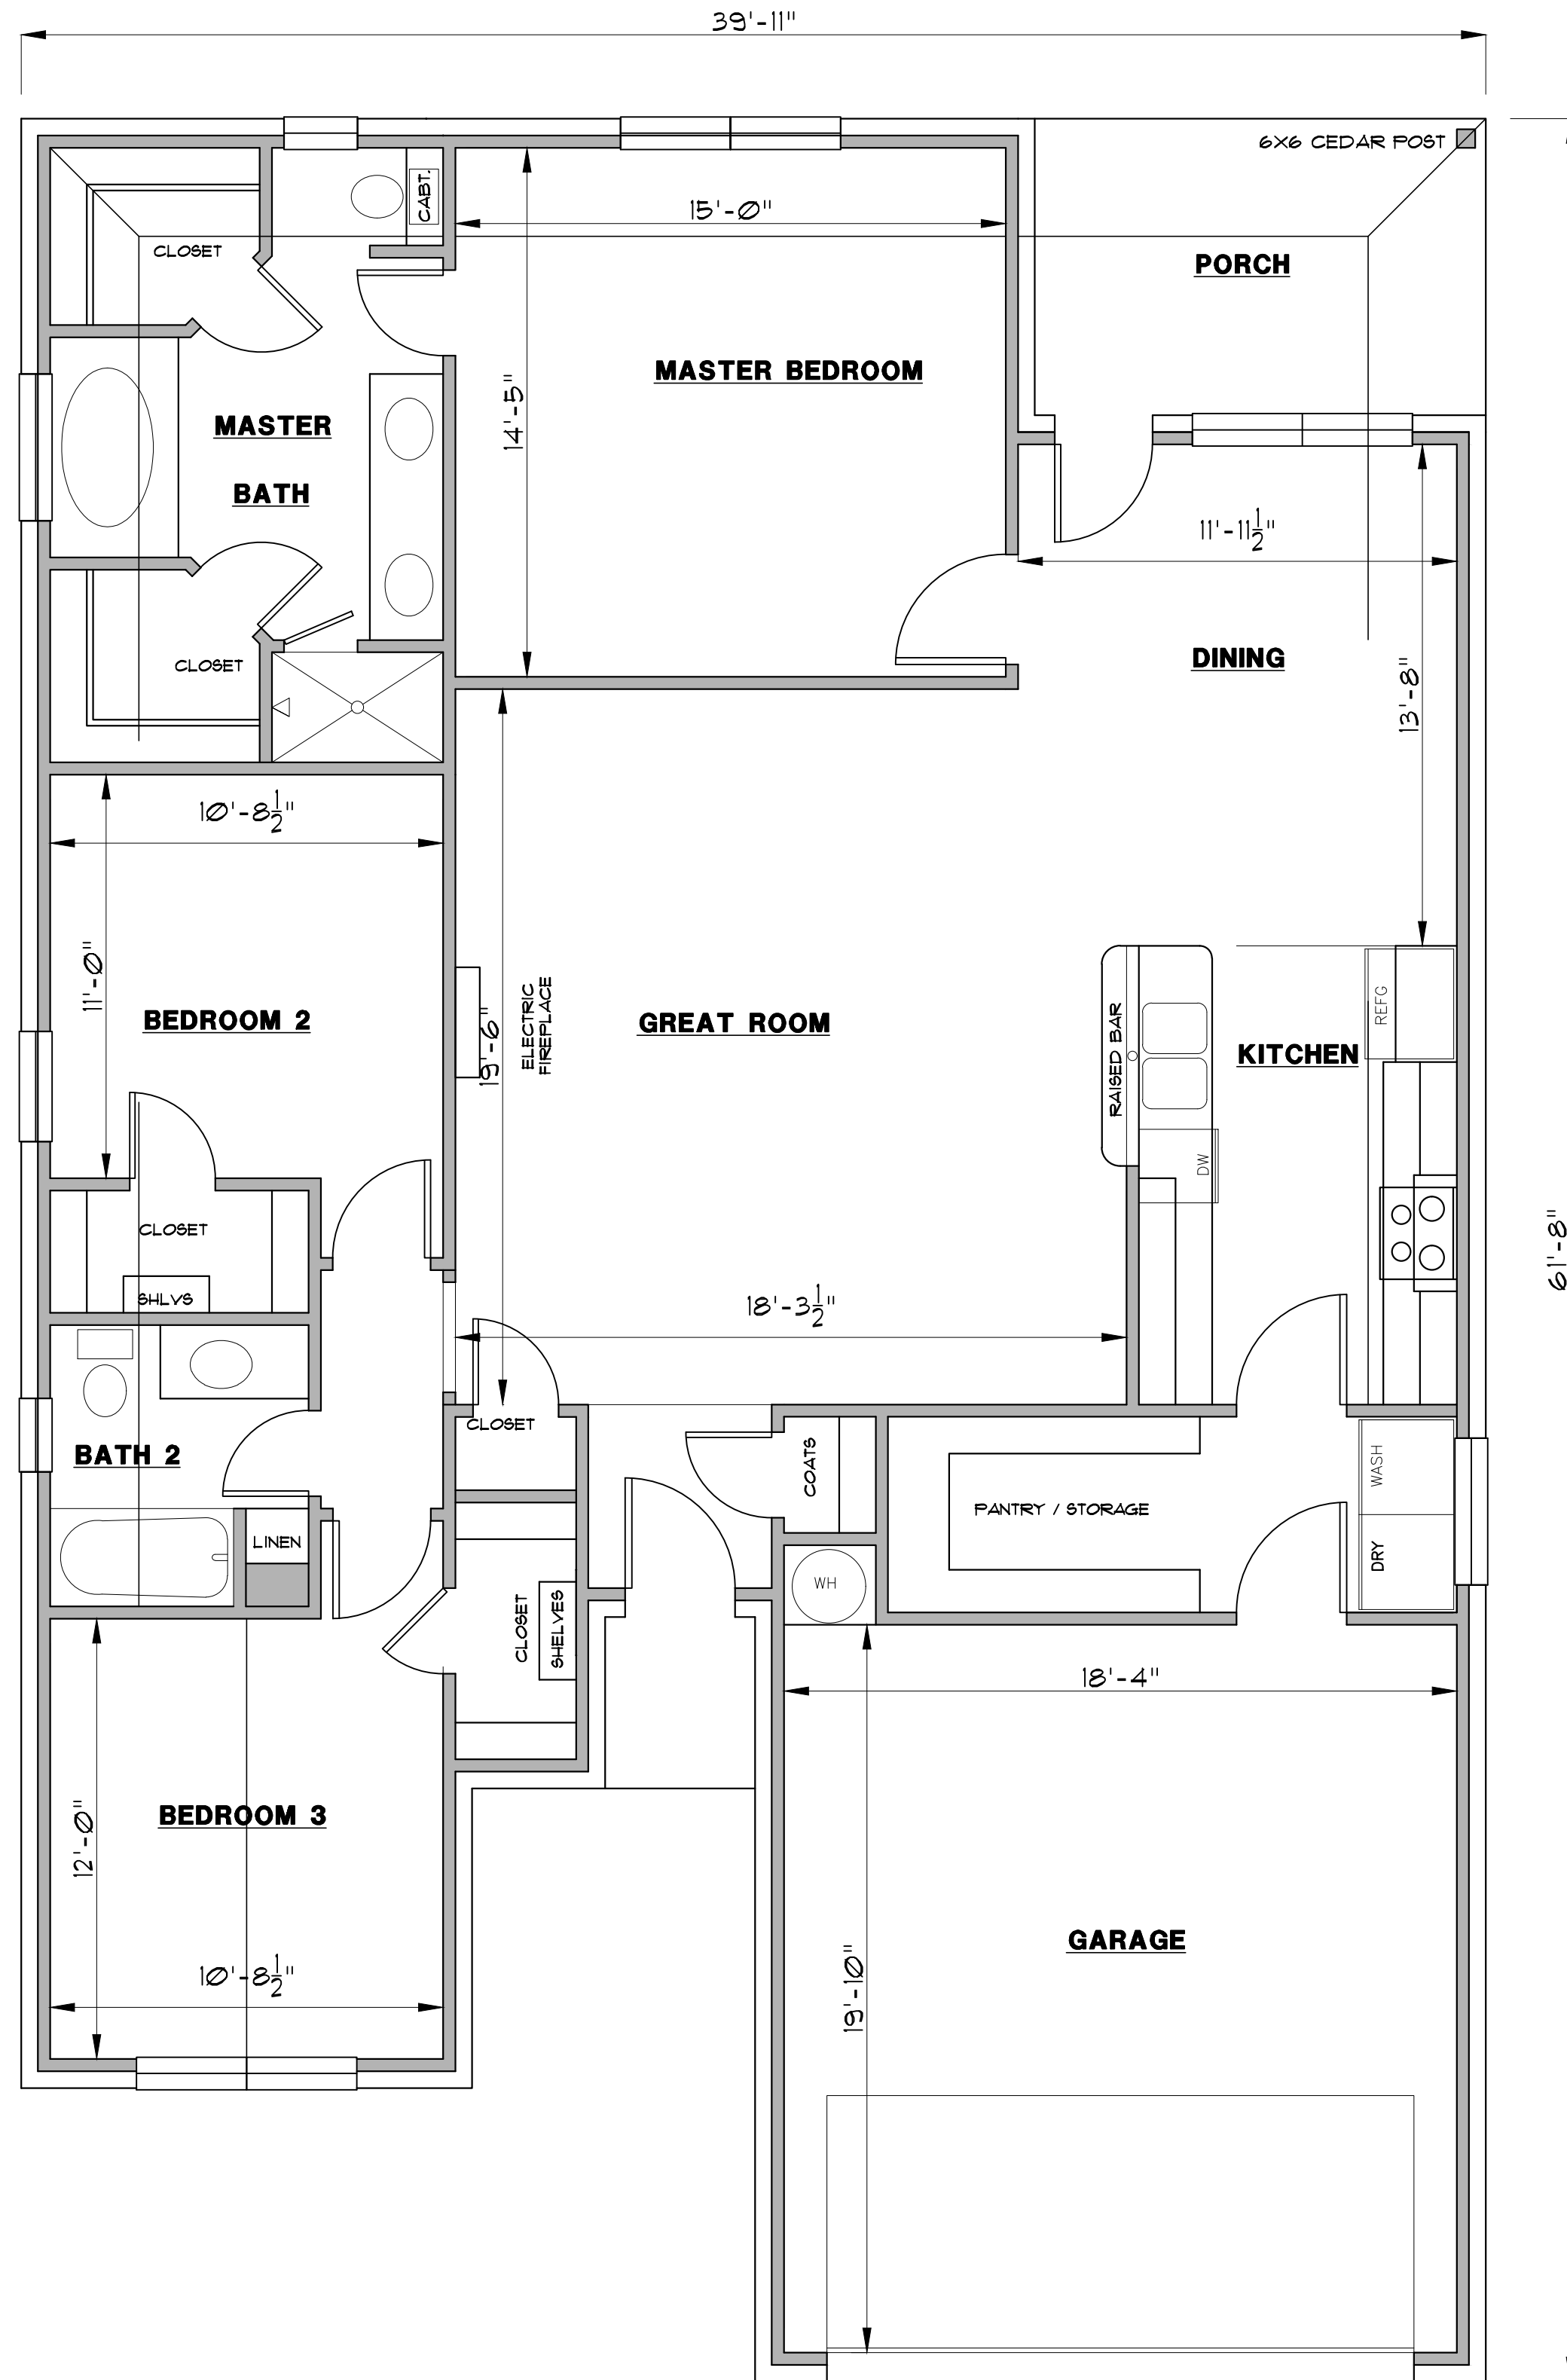 39'-11"
6X6 CEDAR POST
CABT.
15'-0"
CLOSET
PORCH
MASTER BEDROOM
14'-5"
MASTER
BATH
11'-11 1/2"
CLOSET
DINING
13'-8"
10'-8 1/2"
11'-0"
BEDROOM 2
19'-6"
ELECTRIC
FIREPLACE
GREAT ROOM
RAISED BAR
REFG
KITCHEN
DW
CLOSET
SHLVS
61'-8"
18'-3 1/2"
CLOSET
BATH 2
COATS
PANTRY / STORAGE
WASH
DRY
LINEN
WH
CLOSET
SHELVES
18'-4"
BEDROOM 3
12'-0"
GARAGE
19'-10"
10'-8 1/2"